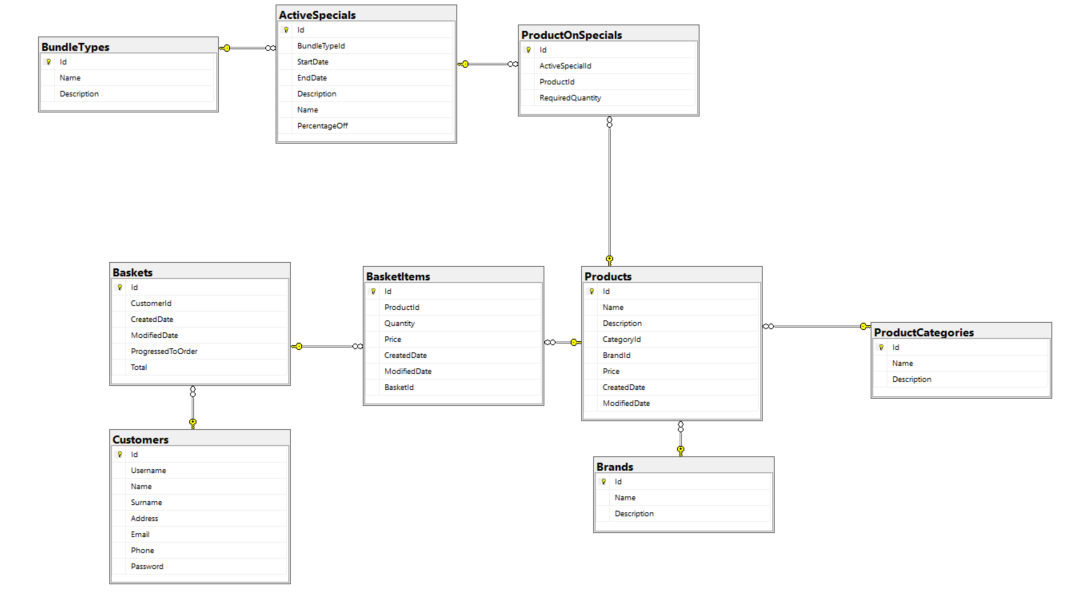 BundleTypes
Id
Name
Description
ActiveSpecials
Id
BundleTypeId
StartDate
EndDate
Description
Name
PercentageOff
ProductOnSpecials
Id
ActiveSpecialId
ProductId
RequiredQuantity
Baskets
Id
CustomerId
CreatedDate
ModifiedDate
ProgressedToOrder
Total
BasketItems
Id
ProductId
Quantity
Price
CreatedDate
ModifiedDate
BasketId
Products
Id
Name
Description
CategoryId
BrandId
Price
CreatedDate
ModifiedDate
ProductCategories
Id
Name
Description
Customers
Id
Username
Name
Surname
Address
Email
Phone
Password
Brands
Id
Name
Description